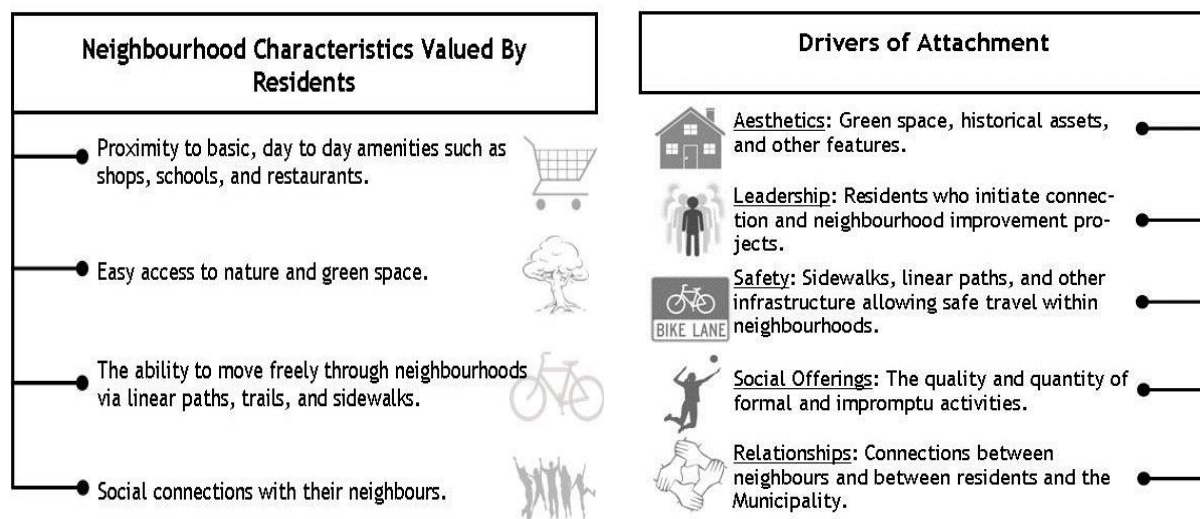 Neighbourhood Characteristics Valued By
Residents
Proximity to basic, day to day amenities such as
shops, schools, and restaurants.
Easy access to nature and green space.
The ability to move freely through neighbourhoods
via linear paths, trails, and sidewalks.
Social connections with their neighbours.
Drivers of Attachment
Aesthetics: Green space, historical assets,
and other features.
Leadership: Residents who initiate connec-
tion and neighbourhood improvement pro-
jects.
Safety: Sidewalks, linear paths, and other
infrastructure allowing safe travel within
neighbourhoods.
BIKE LANE
Social Offerings: The quality and quantity of
formal and impromptu activities.
Relationships: Connections between
neighbours and between residents and the
Municipality.